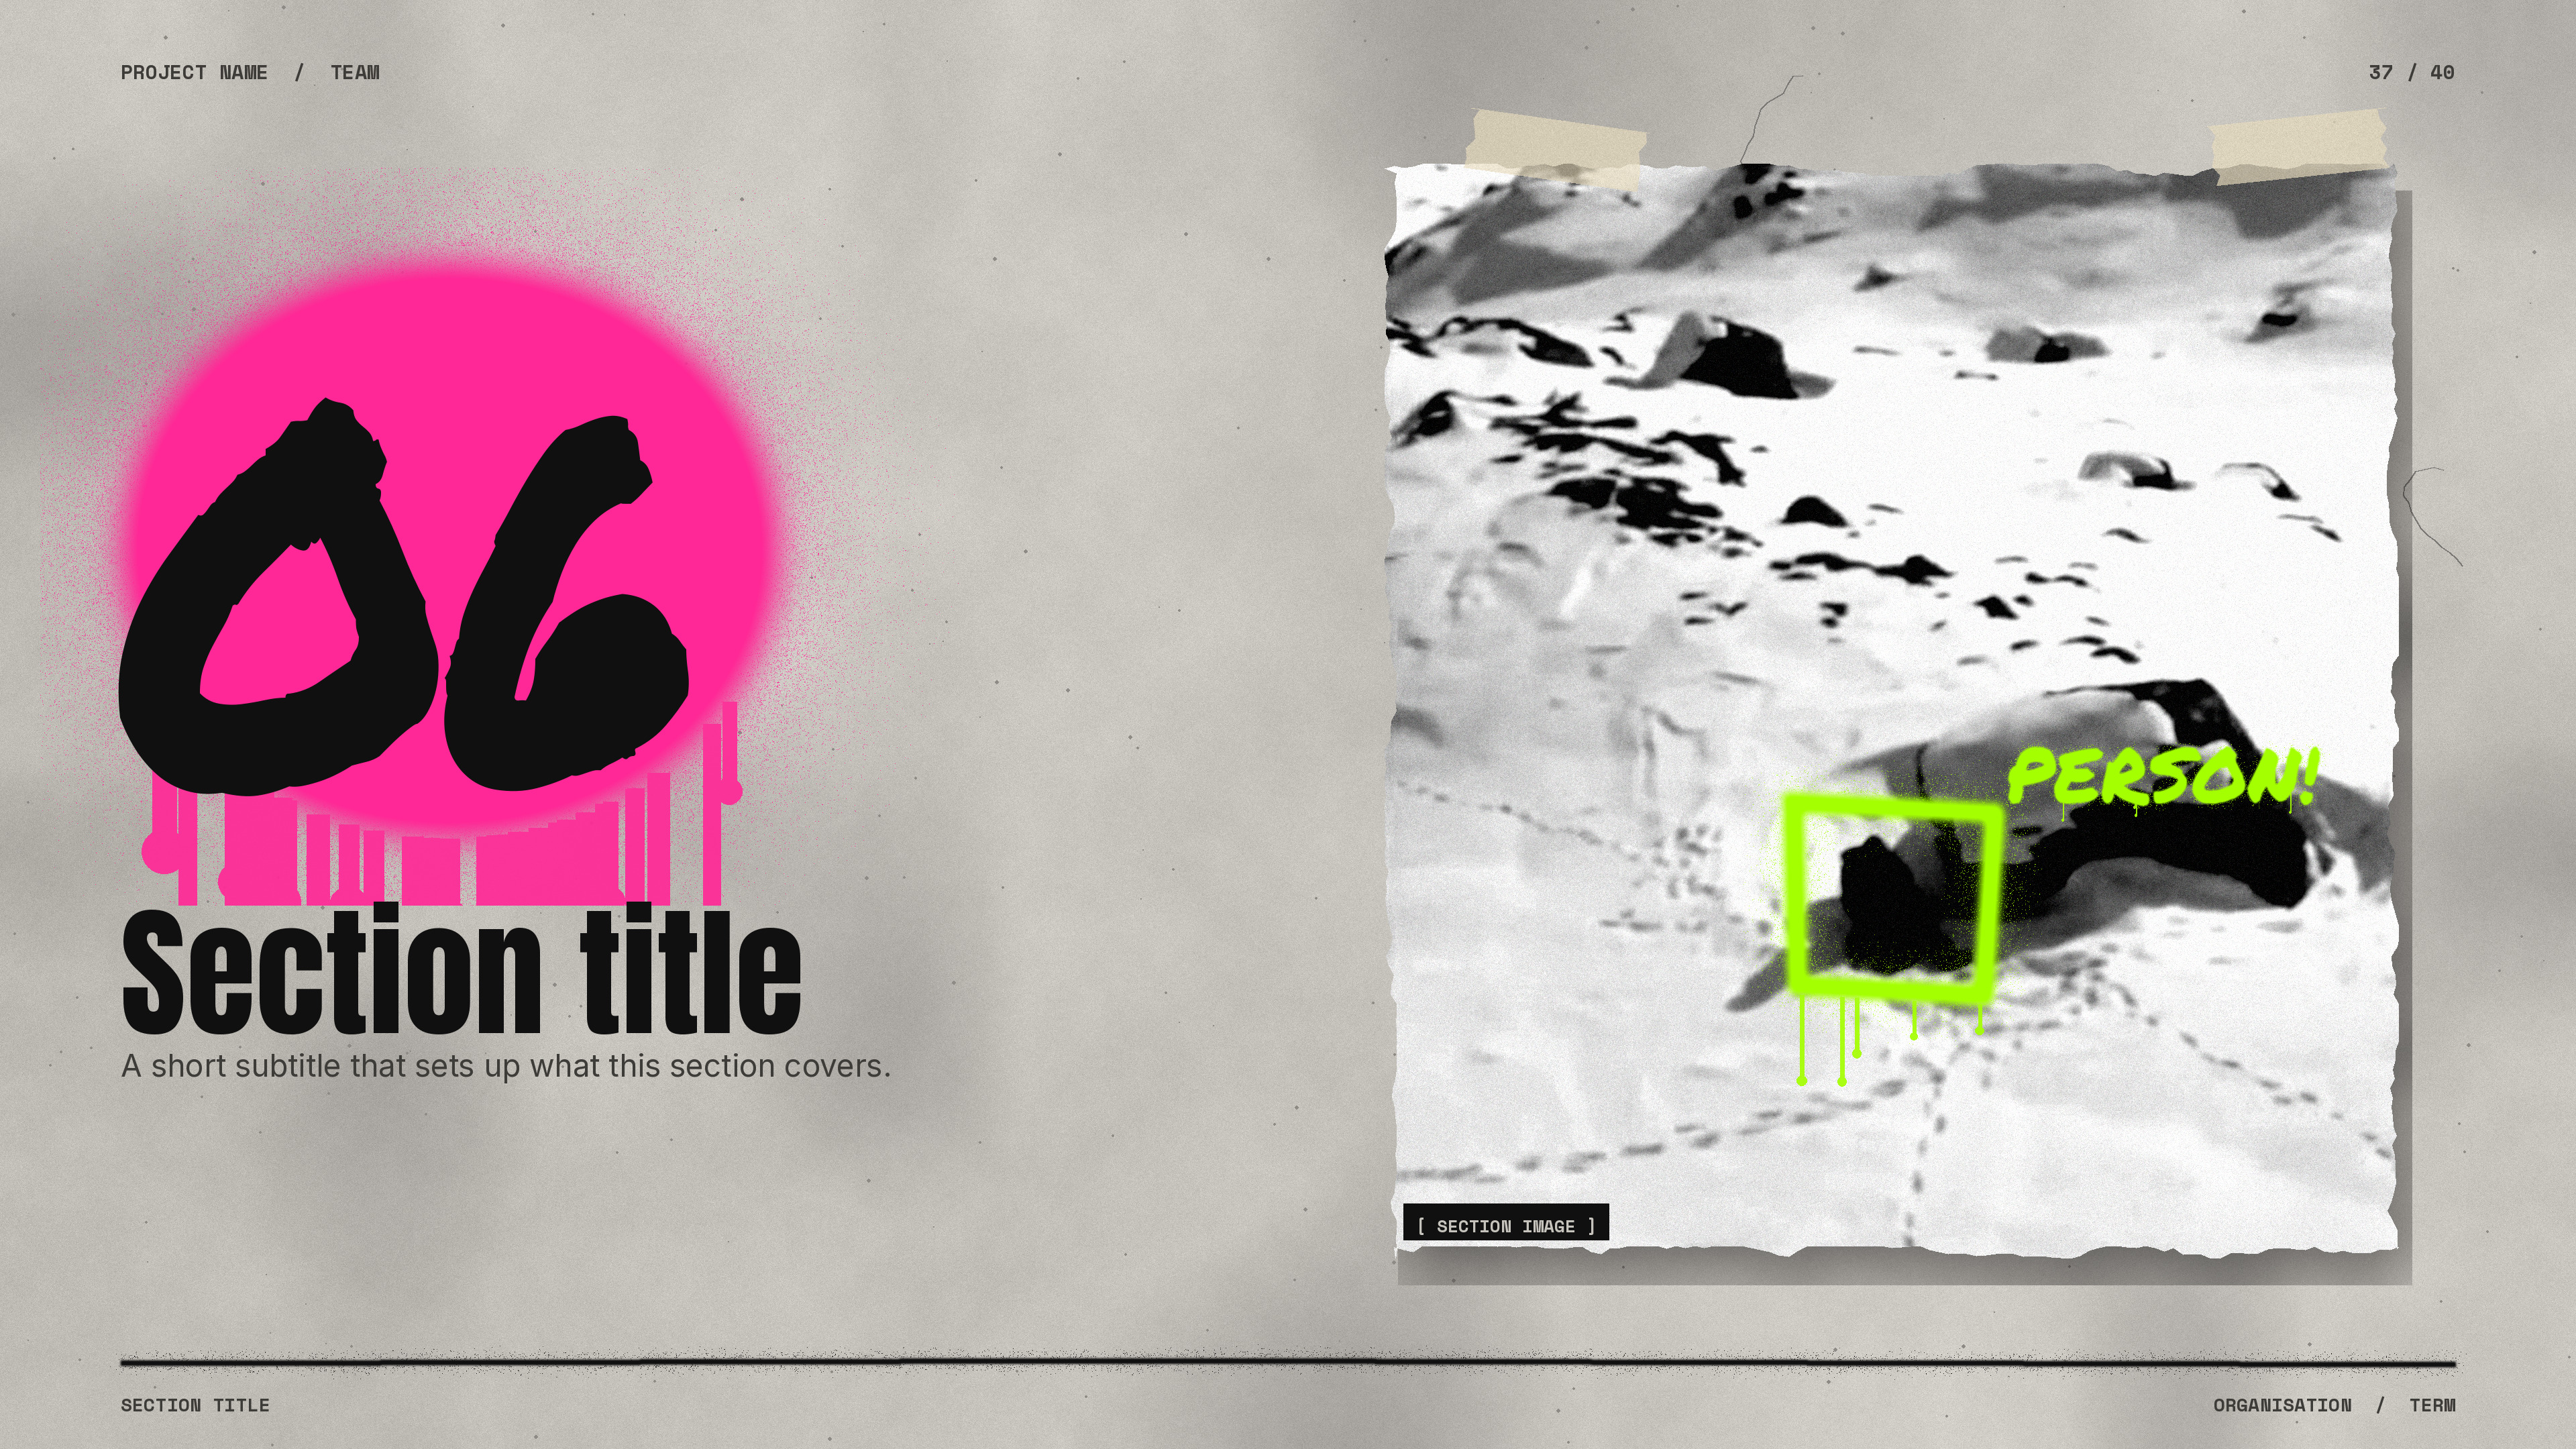 PROJECT NAME / TEAM
37 / 40
06
Section title
A short subtitle that sets up what this section covers.
PERSON!
[ SECTION IMAGE ]
SECTION TITLE
ORGANISATION / TERM